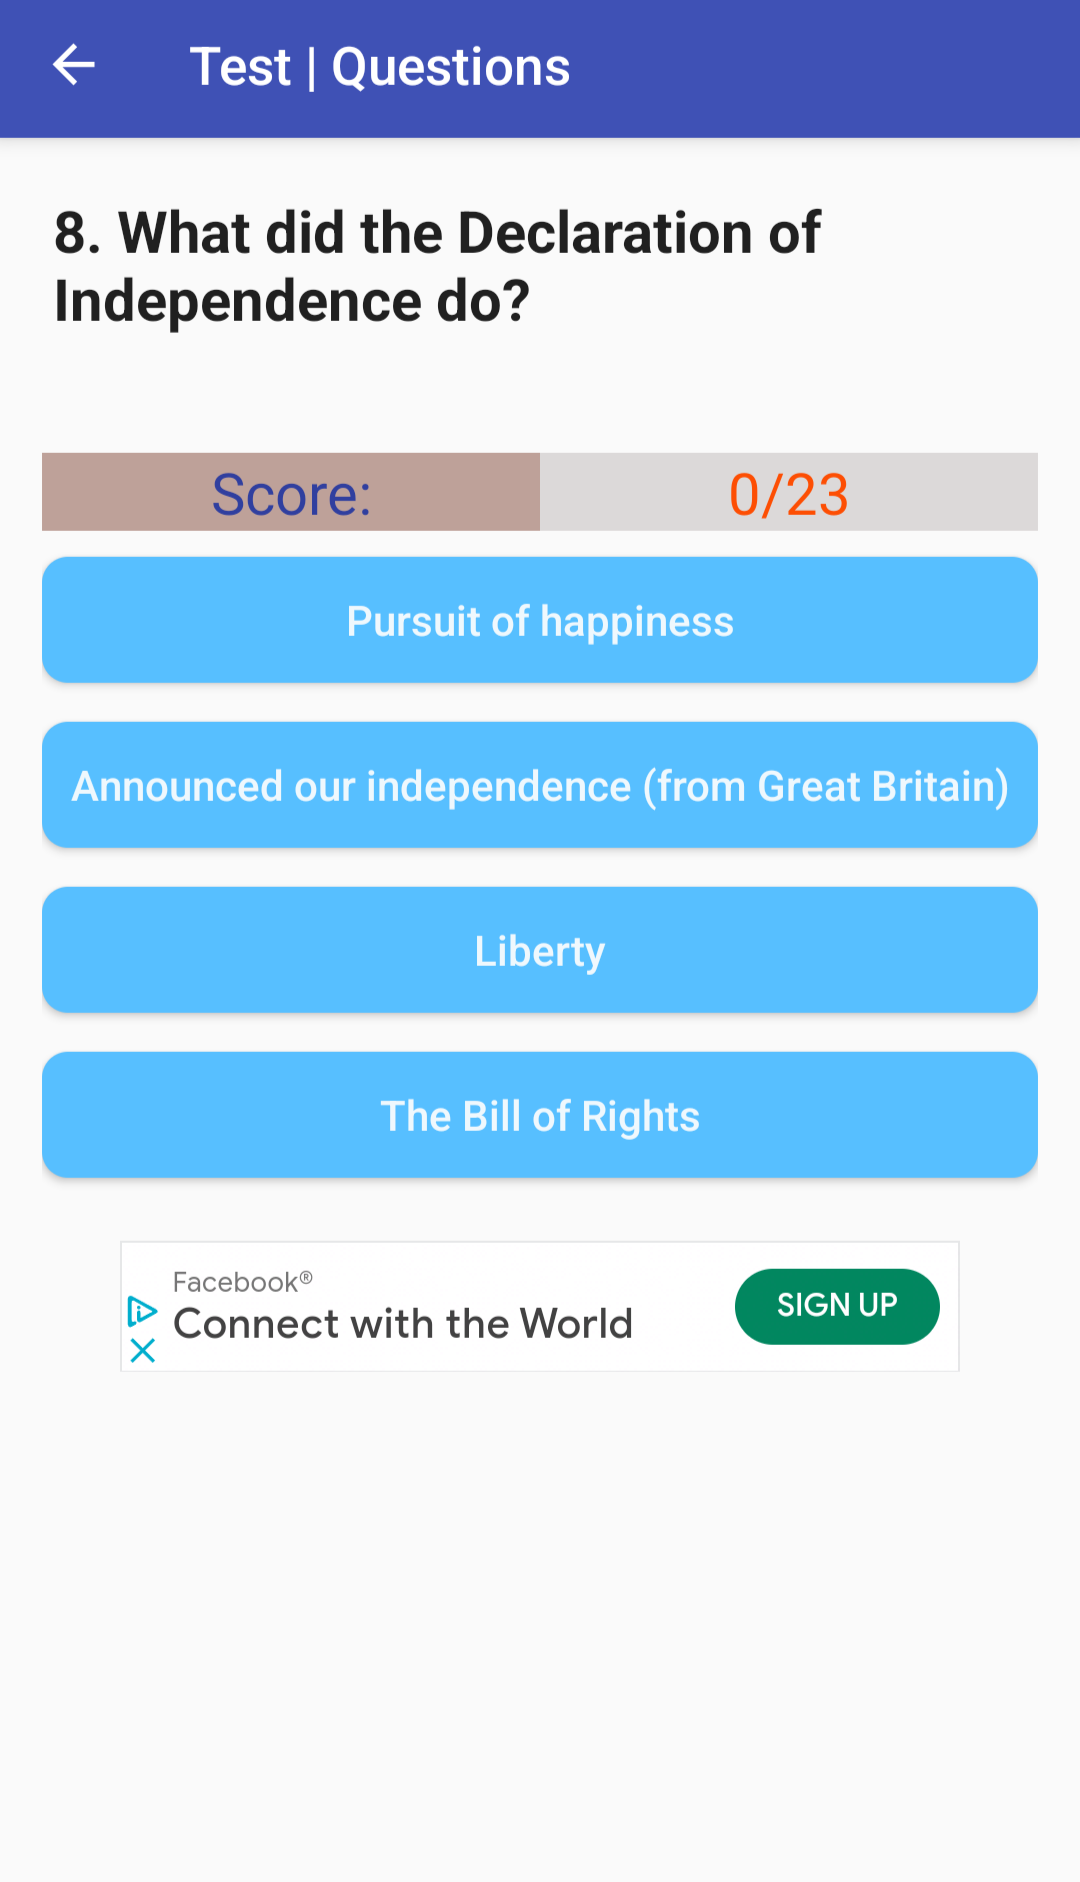 Test | Questions
8. What did the Declaration of
Independence do?
Score:
0/23
Pursuit of happiness
Announced our independence (from Great Britain)
Liberty
The Bill of Rights
Facebook®
Connect with the World
SIGN UP